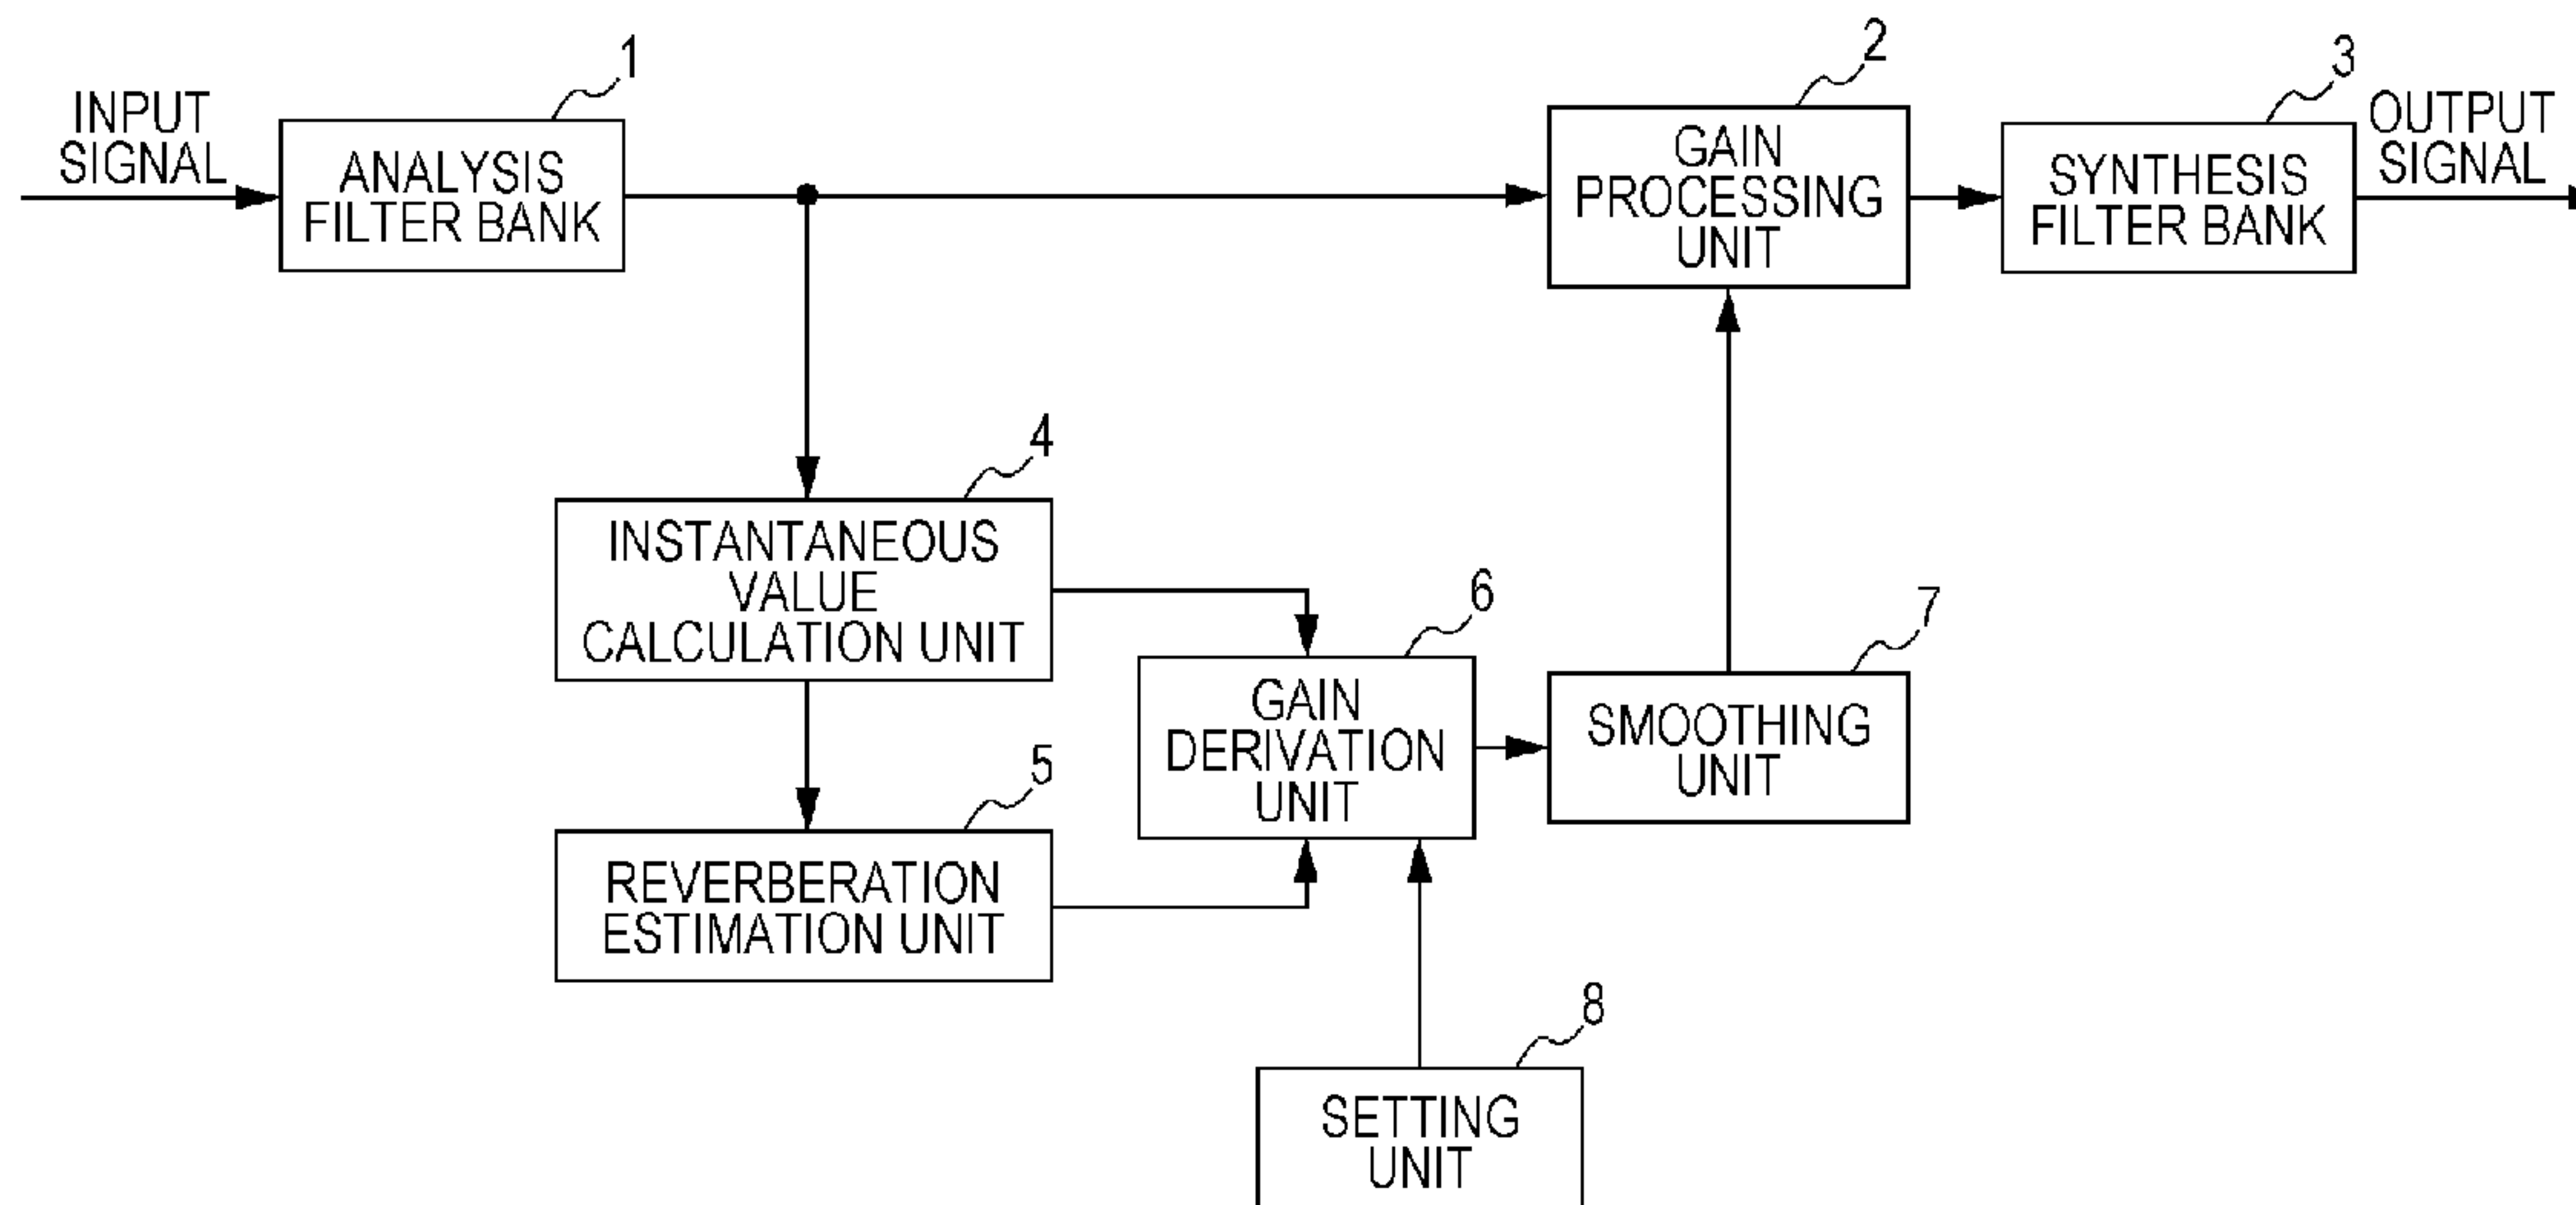 1
2
3
INPUT
SIGNAL
ANALYSIS
FILTER BANK
GAIN
PROCESSING
UNIT
SYNTHESIS
FILTER BANK
OUTPUT
SIGNAL
4
INSTANTANEOUS
VALUE
CALCULATION UNIT
6
GAIN
DERIVATION
UNIT
7
SMOOTHING
UNIT
5
REVERBERATION
ESTIMATION UNIT
8
SETTING
UNIT